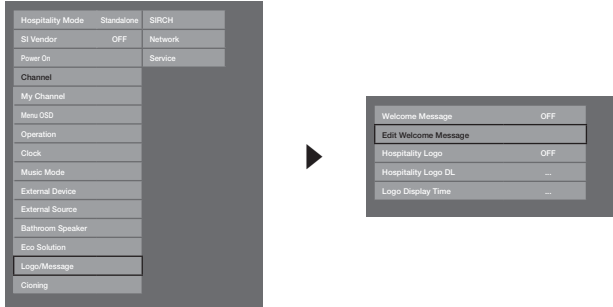 Hospitality Mode Standalone SIRCH
SI Vendor OFF Network
Power On Service
Channel
My Channel
Menu OSD
Operation
Clock
Music Mode
External Device
External Source
Bathroom Speaker
Eco Solution
Logo/Message
Cloning
Welcome Message OFF
Edit Welcome Message
Hospitality Logo OFF
Hospitality Logo DL ...
Logo Display Time ...